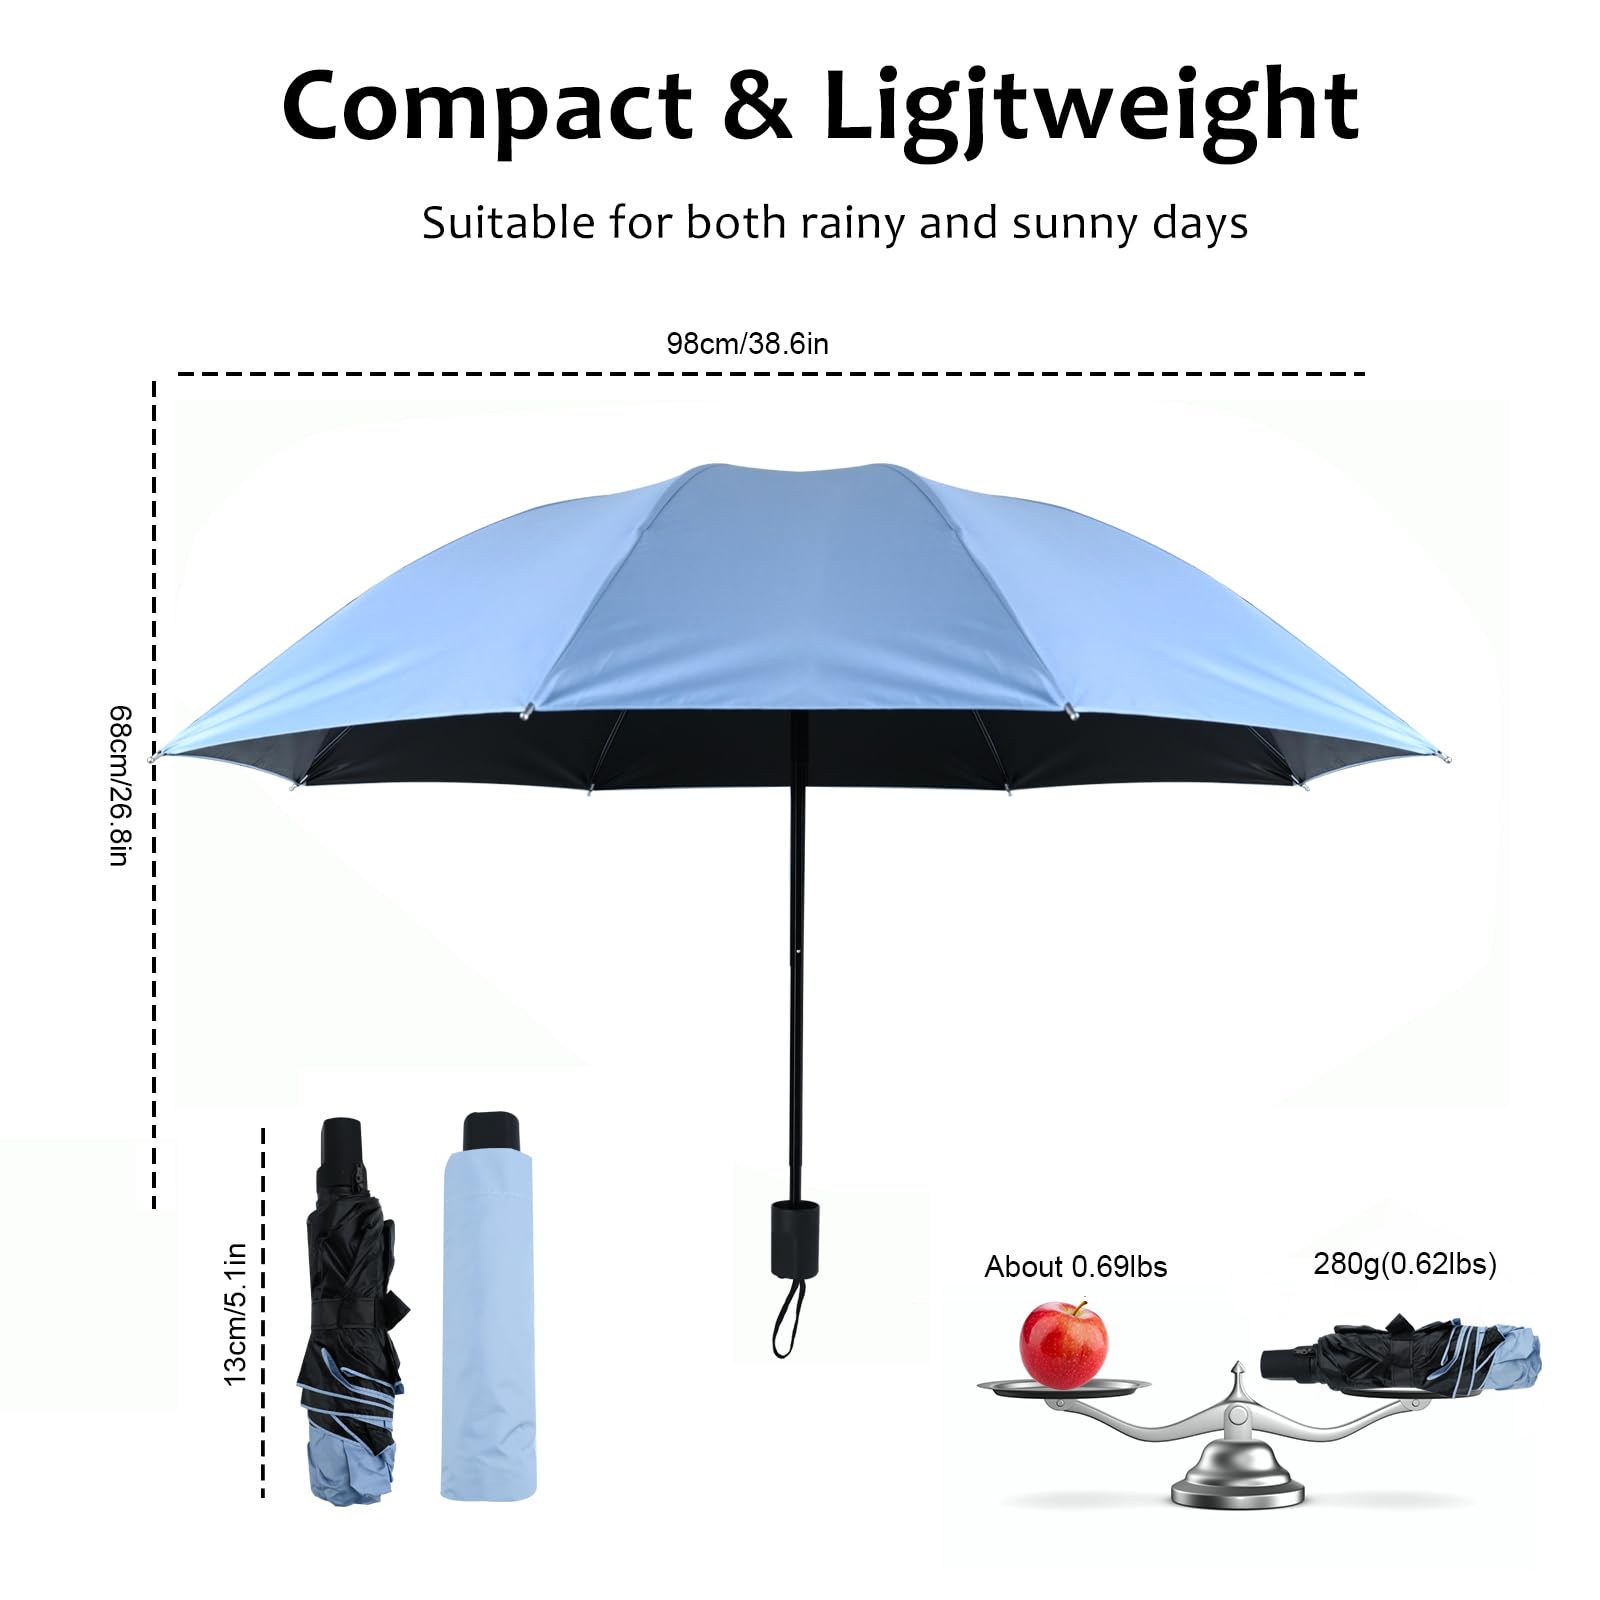 Compact & Ligjtweight
Suitable for both rainy and sunny days
98cm/38.6in
68cm/26.8in
13cm/5.1in
About 0.69lbs
280g(0.62lbs)